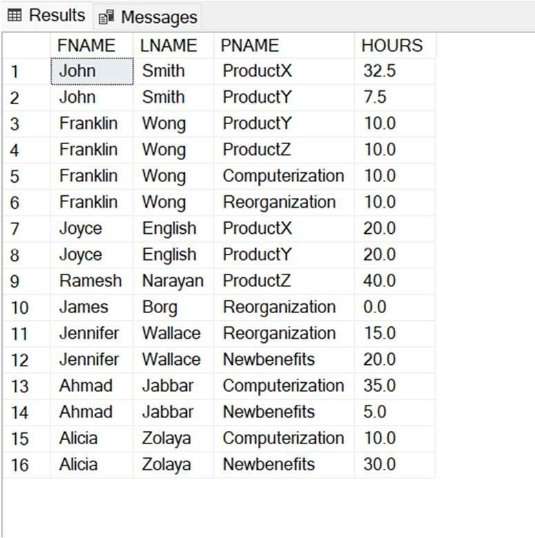 Results Messages
FNAME LNAME PNAME HOURS
1 John Smith ProductX 32.5
2 John Smith ProductY 7.5
3 Franklin Wong ProductY 10.0
4 Franklin Wong ProductZ 10.0
5 Franklin Wong Computerization 10.0
6 Franklin Wong Reorganization 10.0
7 Joyce English ProductX 20.0
8 Joyce English ProductY 20.0
9 Ramesh Narayan ProductZ 40.0
10 James Borg Reorganization 0.0
11 Jennifer Wallace Reorganization 15.0
12 Jennifer Wallace Newbenefits 20.0
13 Ahmad Jabbar Computerization 35.0
14 Ahmad Jabbar Newbenefits 5.0
15 Alicia Zolaya Computerization 10.0
16 Alicia Zolaya Newbenefits 30.0